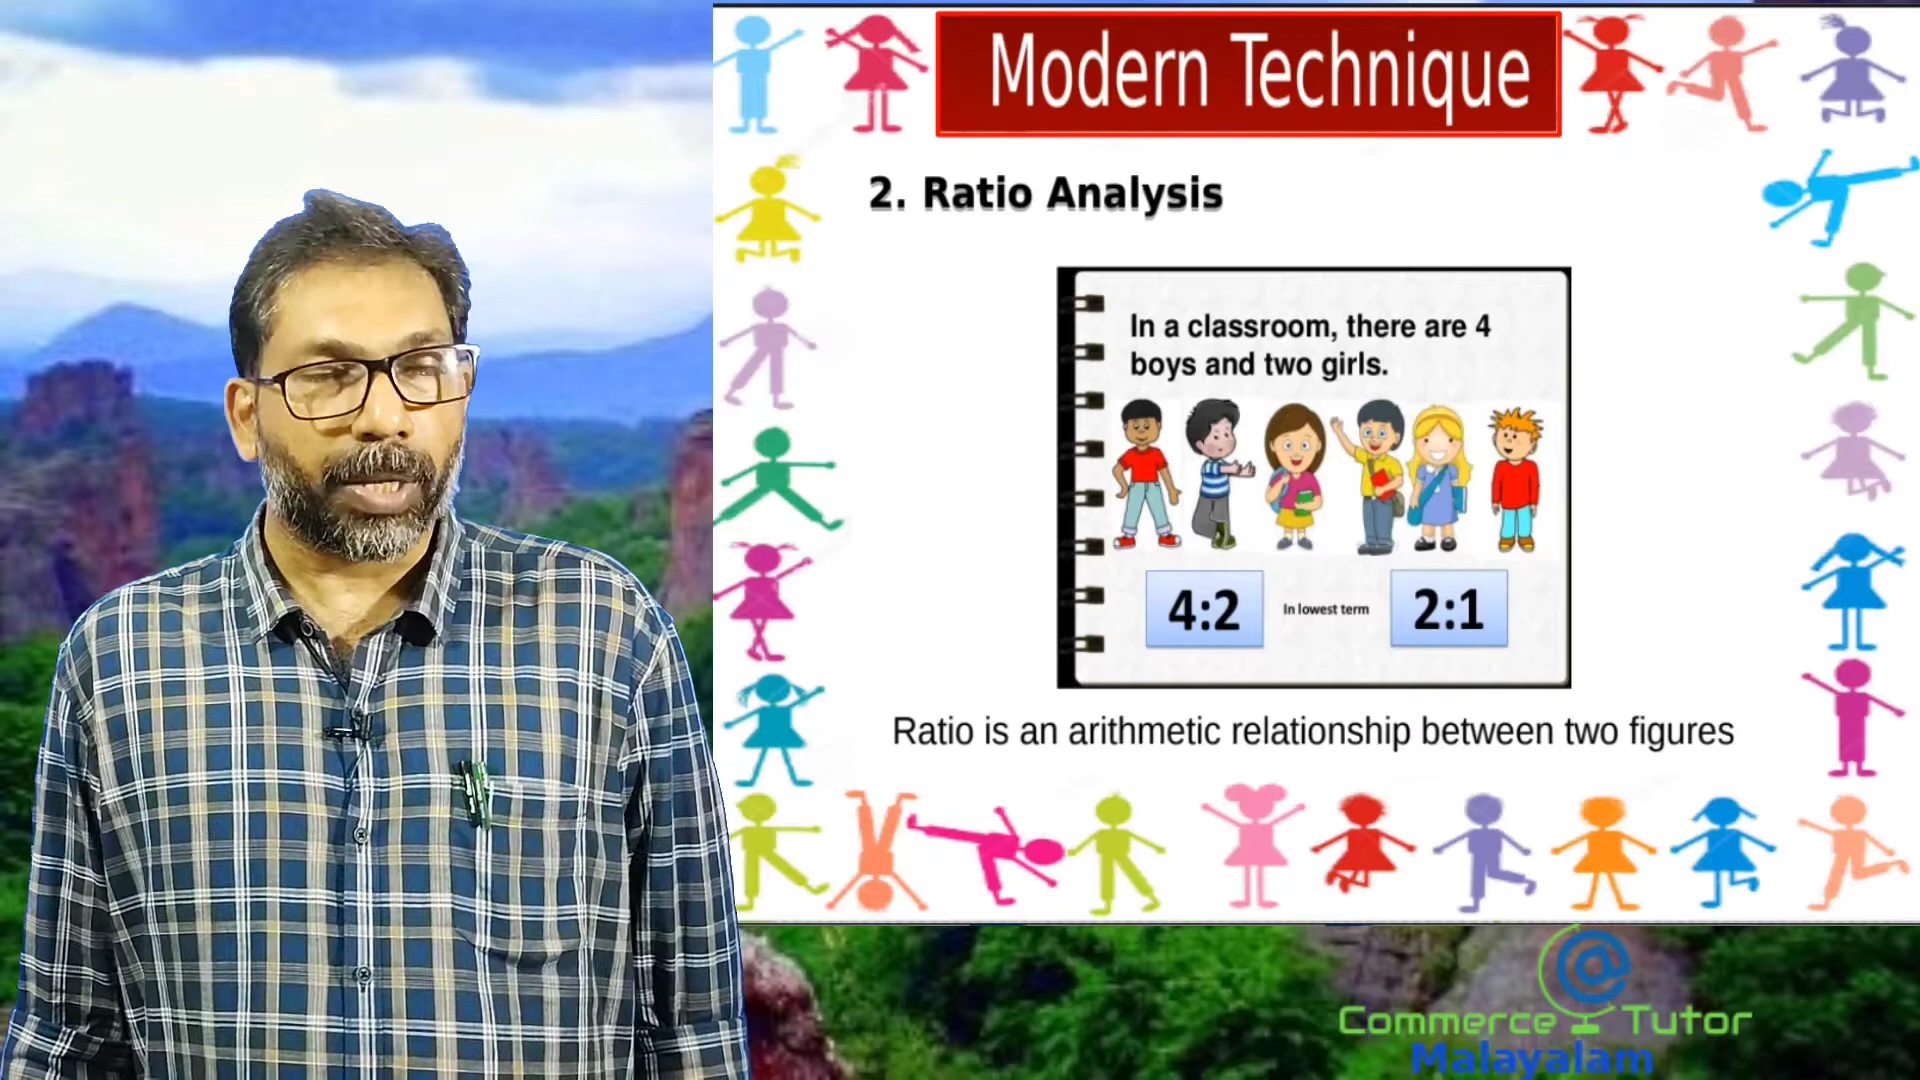 Modern Technique
2. Ratio Analysis
In a classroom, there are 4
boys and two girls.
4:2 In lowest term 2:1
Ratio is an arithmetic relationship between two figures
Commerce Tutor
Malayalam